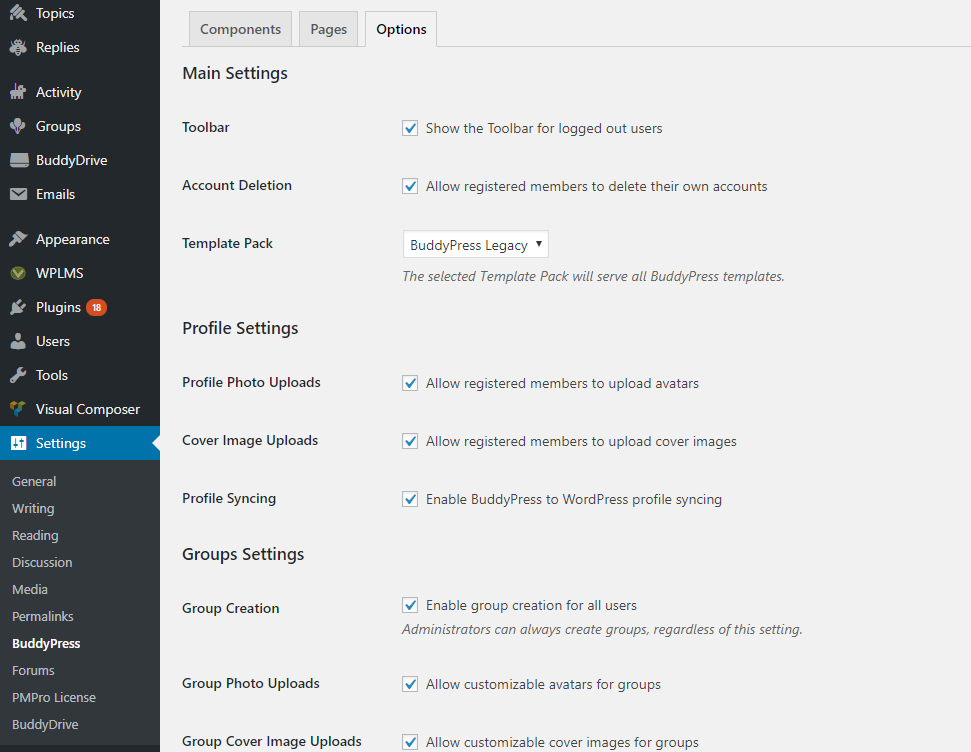 Topics
Replies
Activity
Groups
BuddyDrive
Emails
Appearance
WPLMS
Plugins 18
Users
Tools
Visual Composer
Settings
General
Writing
Reading
Discussion
Media
Permalinks
BuddyPress
Forums
PMPro License
BuddyDrive
Components Pages Options
Main Settings
Toolbar Show the Toolbar for logged out users
Account Deletion Allow registered members to delete their own accounts
Template Pack BuddyPress Legacy
The selected Template Pack will serve all BuddyPress templates.
Profile Settings
Profile Photo Uploads Allow registered members to upload avatars
Cover Image Uploads Allow registered members to upload cover images
Profile Syncing Enable BuddyPress to WordPress profile syncing
Groups Settings
Group Creation Enable group creation for all users
Administrators can always create groups, regardless of this setting.
Group Photo Uploads Allow customizable avatars for groups
Group Cover Image Uploads Allow customizable cover images for groups